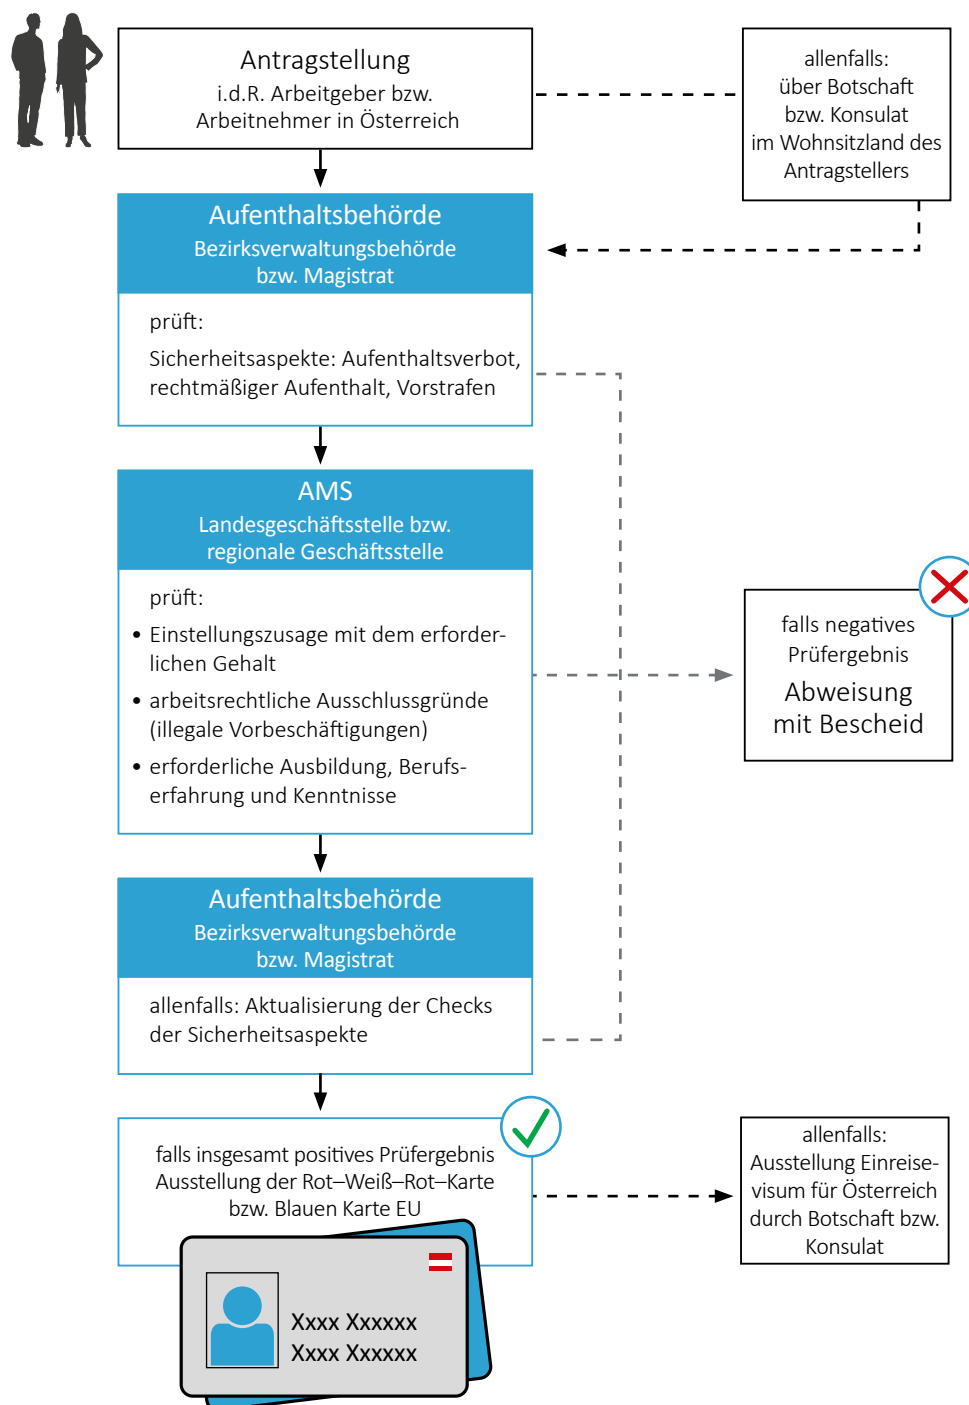 Antragstellung
i.d.R. Arbeitgeber bzw.
Arbeitnehmer in Österreich
allenfalls:
über Botschaft
bzw. Konsulat
im Wohnsitzland des
Antragstellers
Aufenthaltsbehörde
Bezirksverwaltungsbehörde
bzw. Magistrat
prüft:
Sicherheitsaspekte: Aufenthaltsverbot,
rechtmäßiger Aufenthalt, Vorstrafen
AMS
Landesgeschäftsstelle bzw.
regionale Geschäftsstelle
prüft:
• Einstellungszusage mit dem erforder-
lichen Gehalt
• arbeitsrechtliche Ausschlussgründe
(illegale Vorbeschäftigungen)
• erforderliche Ausbildung, Berufs-
erfahrung und Kenntnisse
falls negatives
Prüfergebnis
Abweisung
mit Bescheid
Aufenthaltsbehörde
Bezirksverwaltungsbehörde
bzw. Magistrat
allenfalls: Aktualisierung der Checks
der Sicherheitsaspekte
falls insgesamt positives Prüfergebnis
Ausstellung der Rot–Weiß–Rot–Karte
bzw. Blauen Karte EU
allenfalls:
Ausstellung Einreise-
visum für Österreich
durch Botschaft bzw.
Konsulat
Xxxx Xxxxxx
Xxxx Xxxxxx